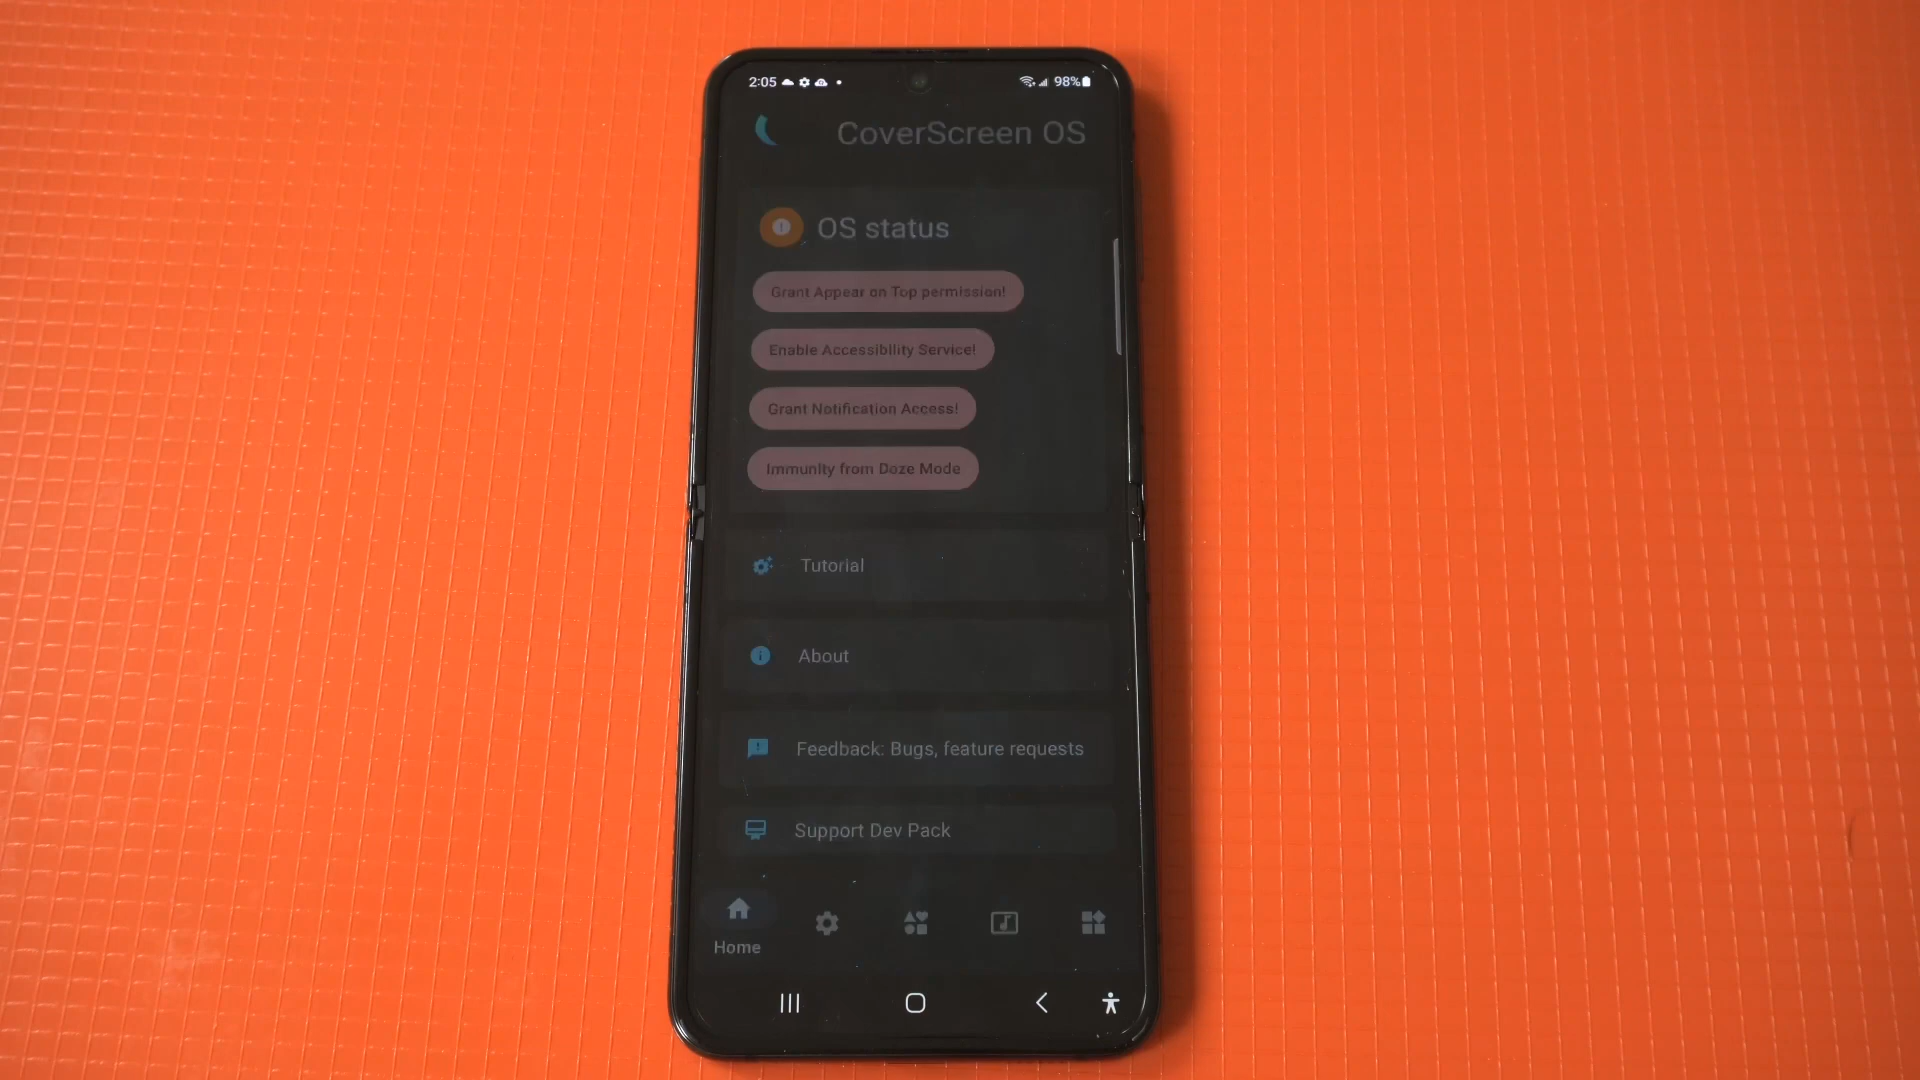 2:05 98%
CoverScreen OS
OS status
Grant Appear on Top permission!
Enable Accessibility Service!
Grant Notification Access!
Immunity from Doze Mode
Tutorial
About
Feedback: Bugs, feature requests
Support Dev Pack
Home